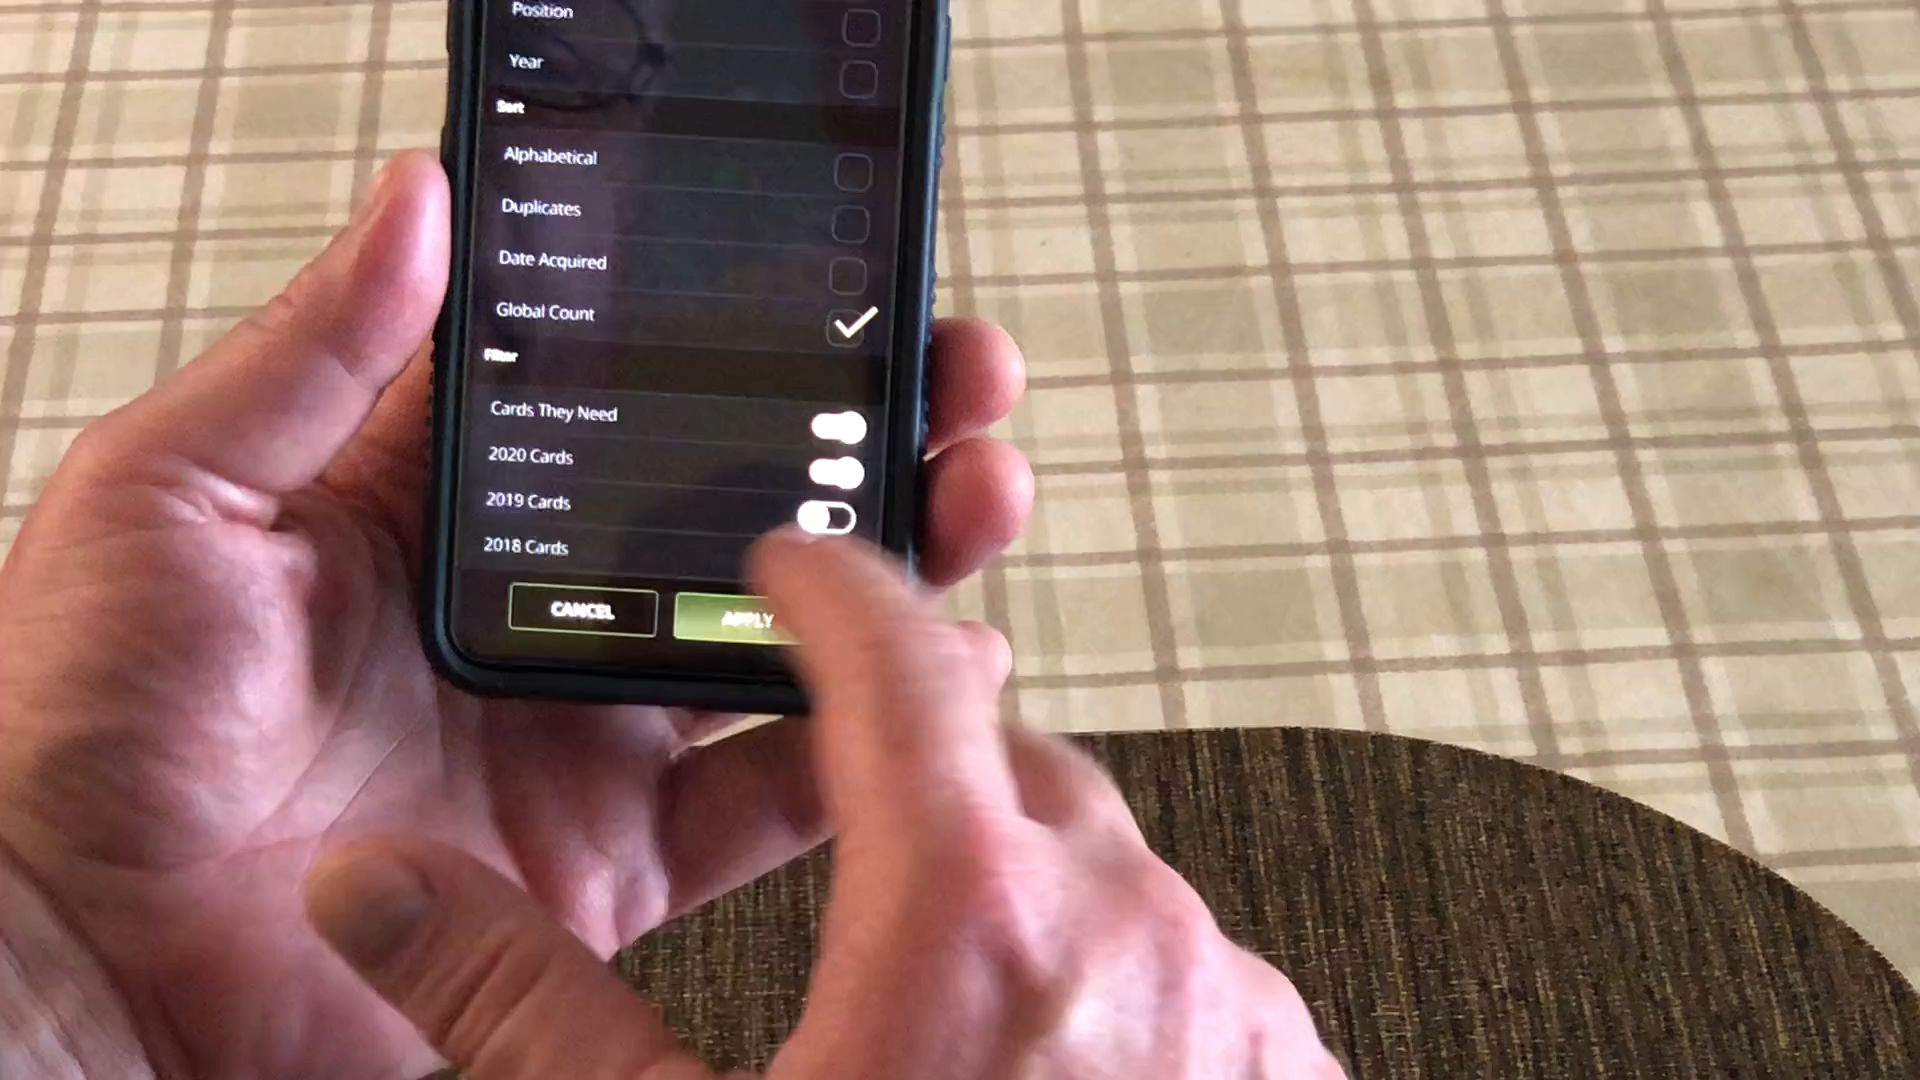 Position
Year
Sort
Alphabetical
Duplicates
Date Acquired
Global Count
Filter
Cards They Need
2020 Cards
2019 Cards
2018 Cards
CANCEL
APPLY